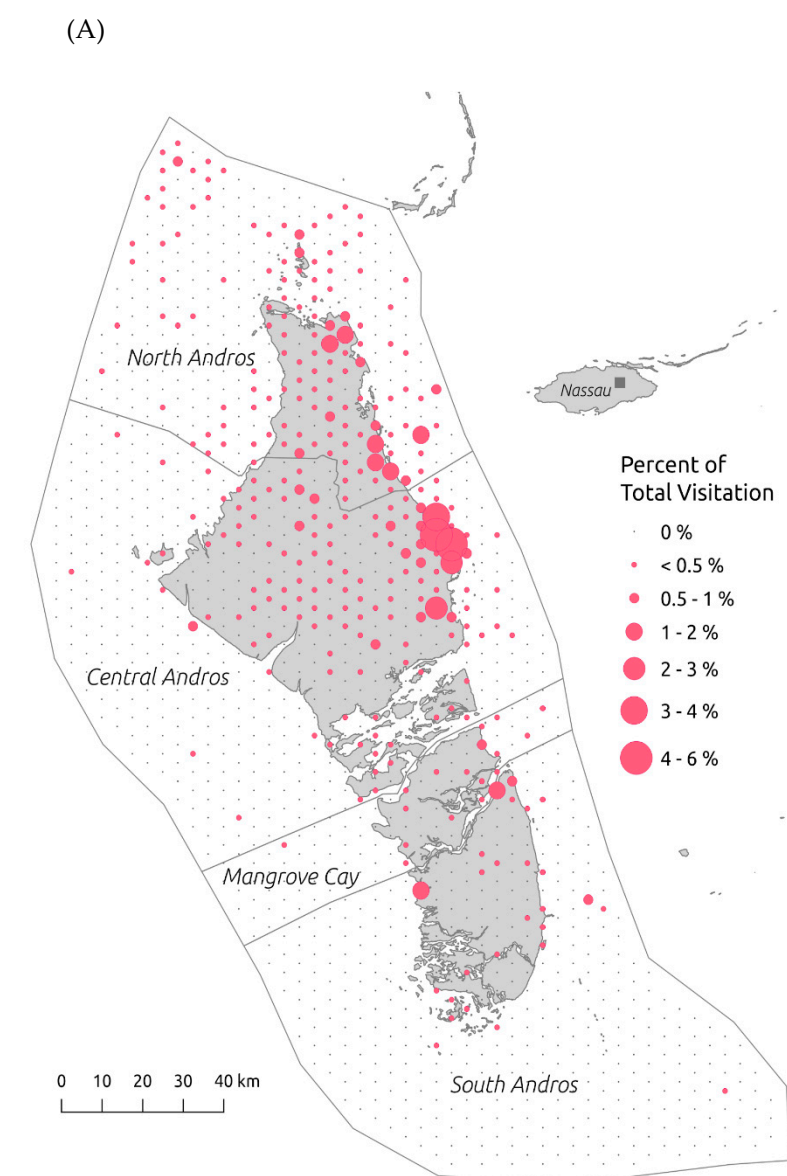 (A)
North Andros
Nassau
Percent of
Total Visitation
0 %
< 0.5 %
0.5 - 1 %
1 - 2 %
2 - 3 %
3 - 4 %
4 - 6 %
Central Andros
Mangrove Cay
South Andros
0 10 20 30 40 km